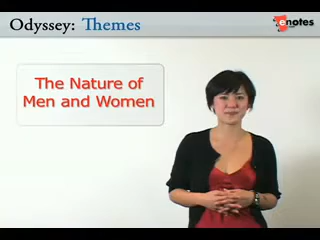 Odyssey: Themes
enotes
The Nature of
Men and Women